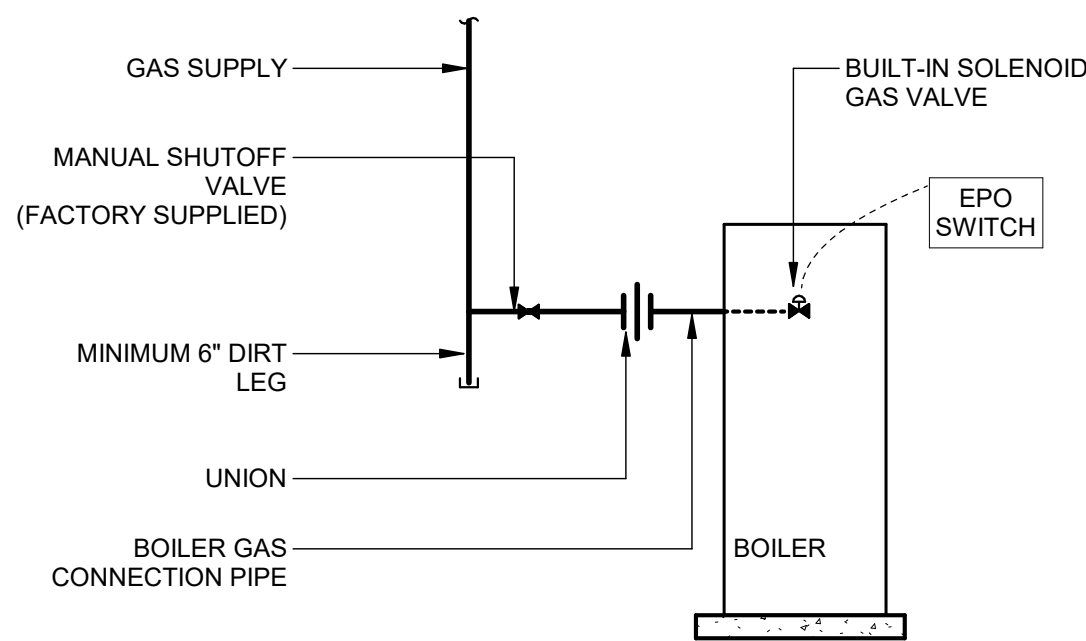 GAS SUPPLY
MANUAL SHUTOFF
VALVE
(FACTORY SUPPLIED)
MINIMUM 6" DIRT
LEG
UNION
BOILER GAS
CONNECTION PIPE
BUILT-IN SOLENOID
GAS VALVE
EPO
SWITCH
BOILER